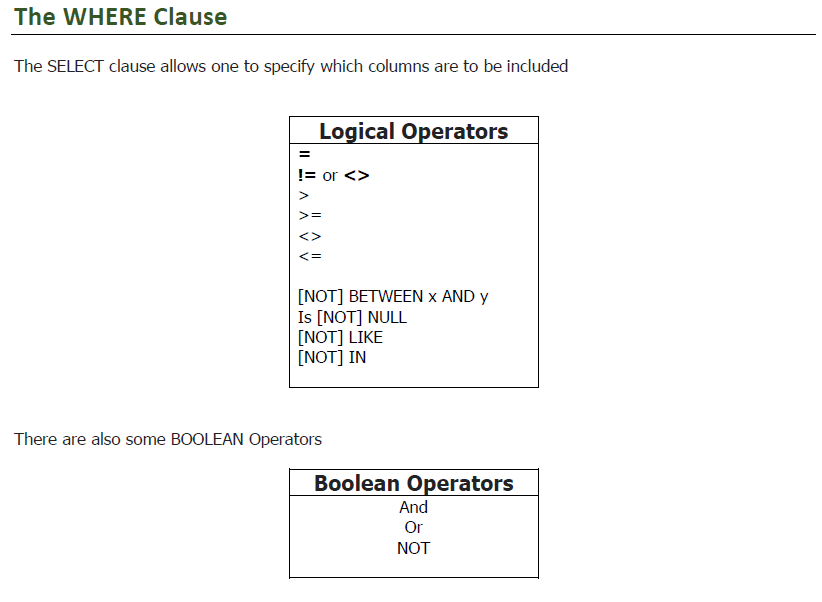 The WHERE Clause
The SELECT clause allows one to specify which columns are to be included
Logical Operators
=
!= or <>
>
>=
<>
<=
[NOT] BETWEEN x AND y
Is [NOT] NULL
[NOT] LIKE
[NOT] IN
There are also some BOOLEAN Operators
Boolean Operators
And
Or
NOT